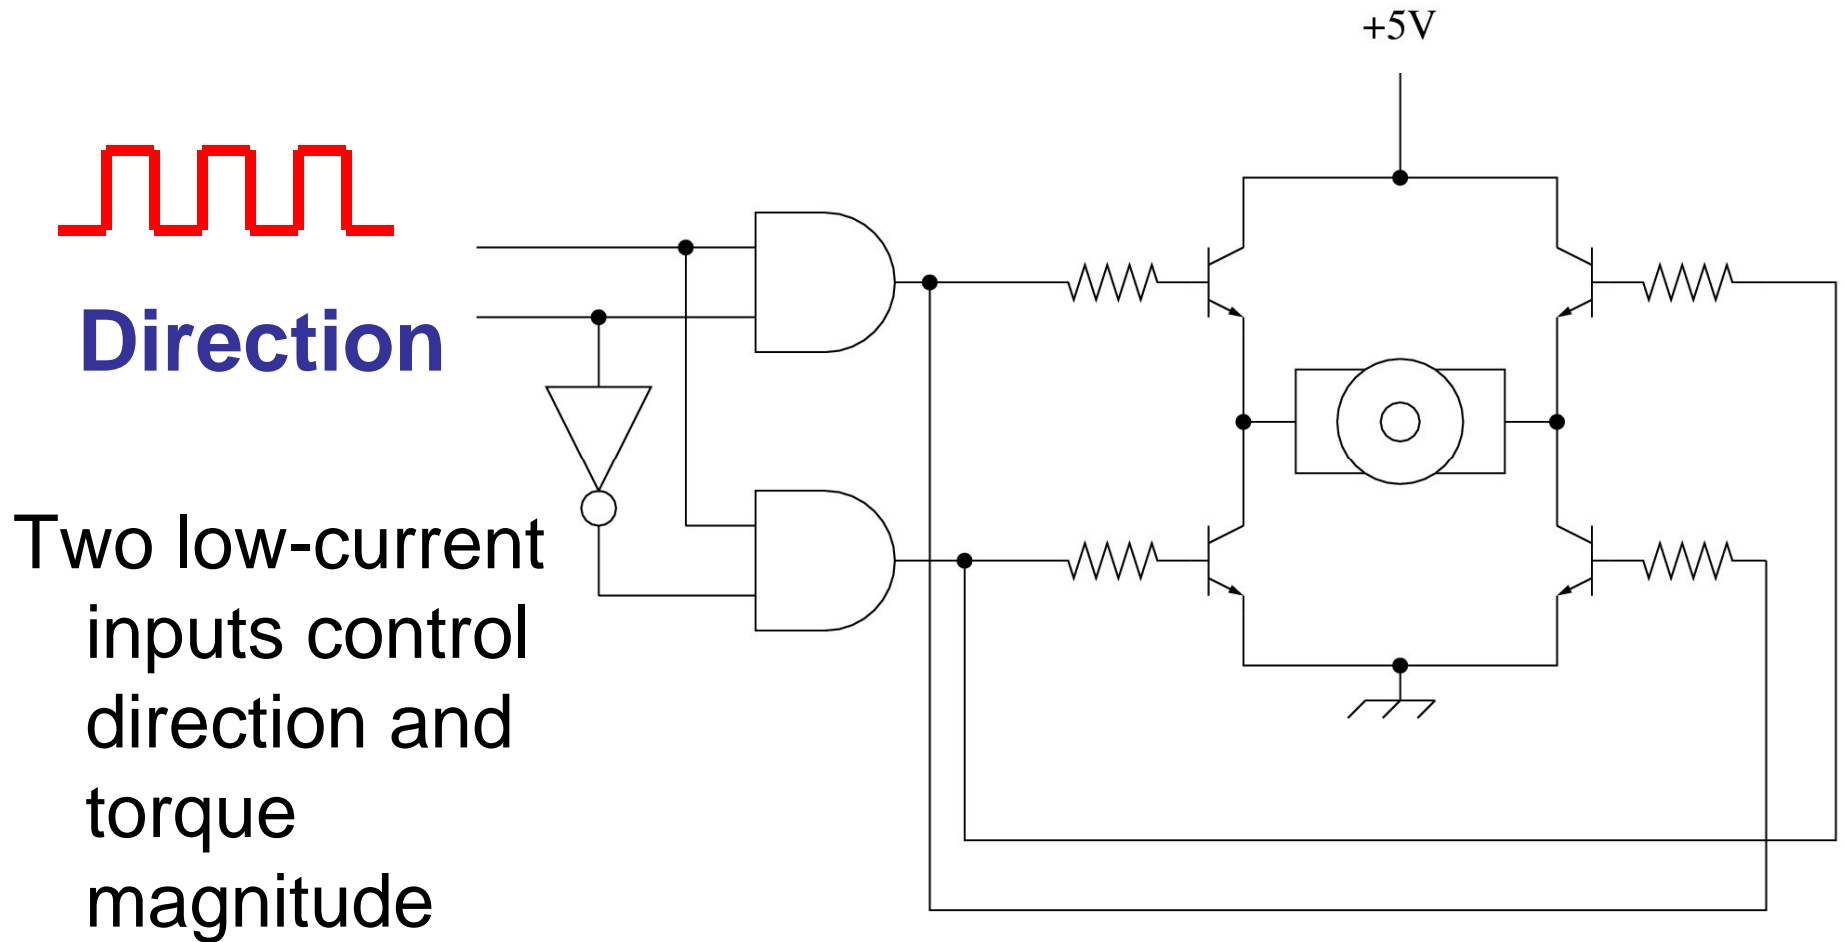 +5V
Direction
Two low-current
inputs control
direction and
torque
magnitude